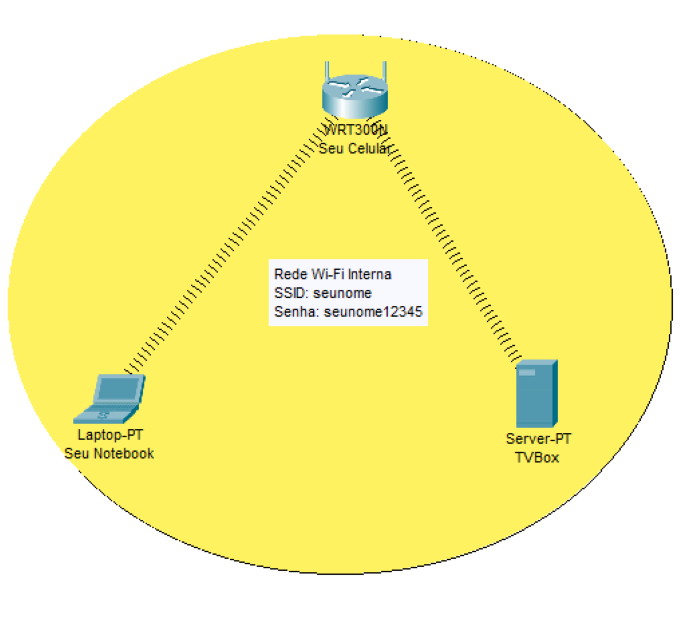 WRT300N
Seu Celular
Rede Wi-Fi Interna
SSID: seunome
Senha: seunome12345
Laptop-PT
Seu Notebook
Server-PT
TVBox